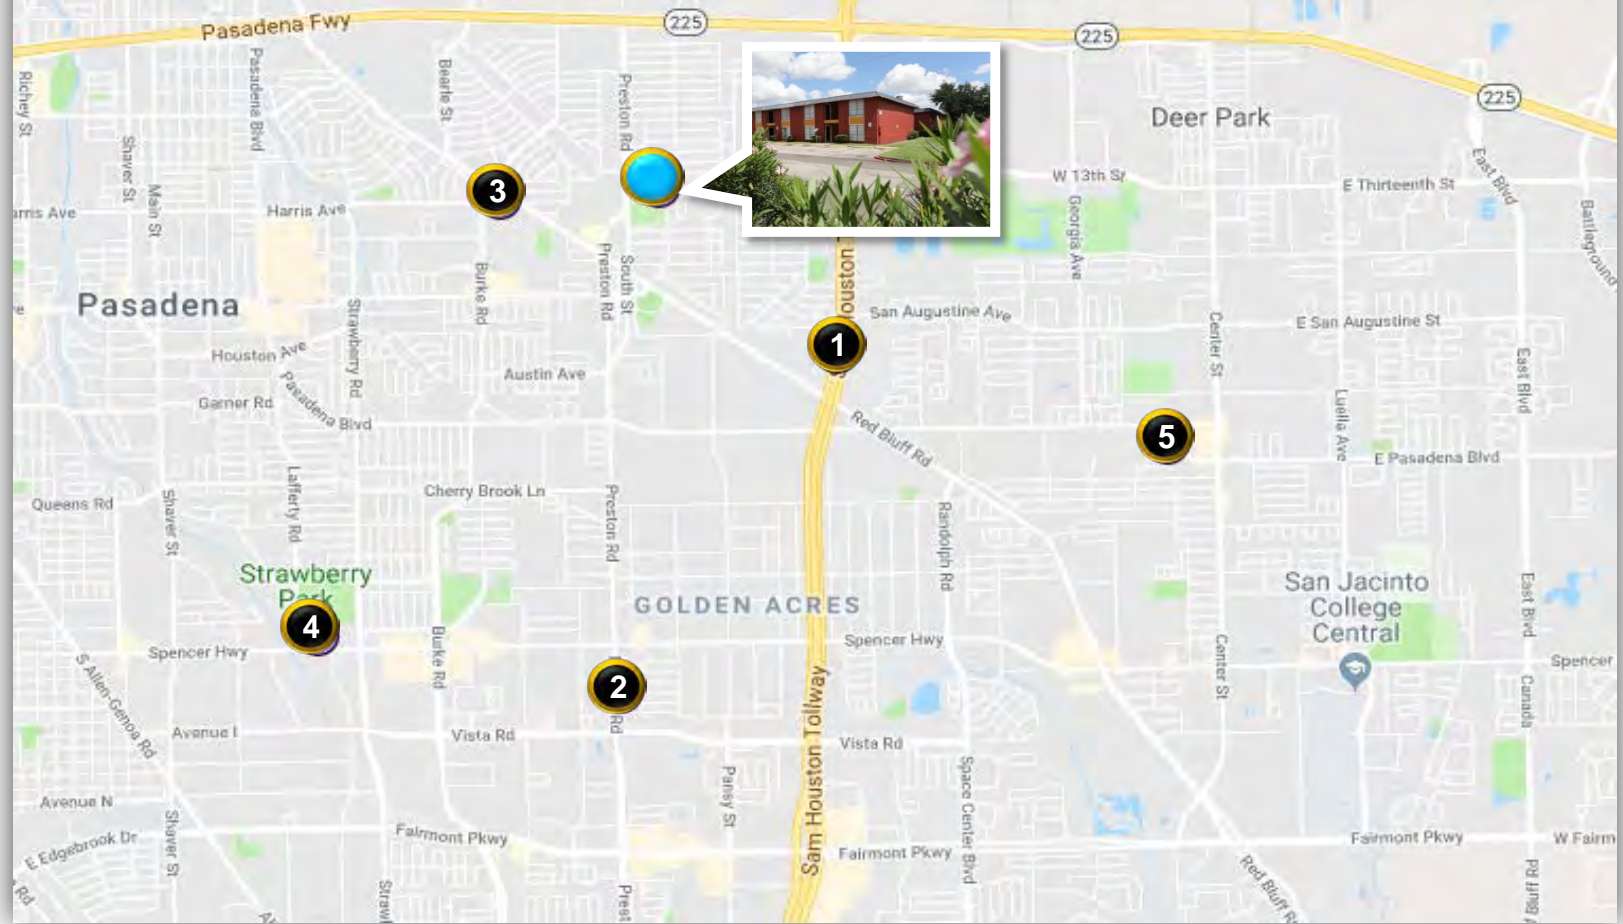 Pasadena Fwy
225
225
225
Richey St
Pasadena Blvd
Bearle St
Preston Rd
Deer Park
Shaver St
Main St
Harris Ave
3
W 13th St
E Thirteenth St
East Blvd
Georgia Ave
Battleground
Pasadena
Burke Rd
Preston Rd
South St
San Augustine Ave
E San Augustine St
Center St
1
Houston Ave
Strawberry Rd
Austin Ave
Garner Rd
Pasadena Blvd
Red Bluff Rd
Luella Ave
East Blvd
5
E Pasadena Blvd
Queens Rd
Shaver St
Lafferty Rd
Cherry Brook Ln
Preston Rd
Randolph Rd
Strawberry
Park
4
GOLDEN ACRES
San Jacinto
College
Central
East Blvd
Spencer Hwy
Burke Rd
2
Rd
Spencer Hwy
Center St
Spencer
Canada
S Allen-Genoa Rd
Avenue I
Vista Rd
Sam Houston Tollway
Vista Rd
Avenue N
Pansy St
Space Center Blvd
E Edgebrook Dr
Shaver St
Fairmont Pkwy
Fairmont Pkwy
Fairmont Pkwy
W Fairm
Rd
Straw
Prest
Red Bluff R